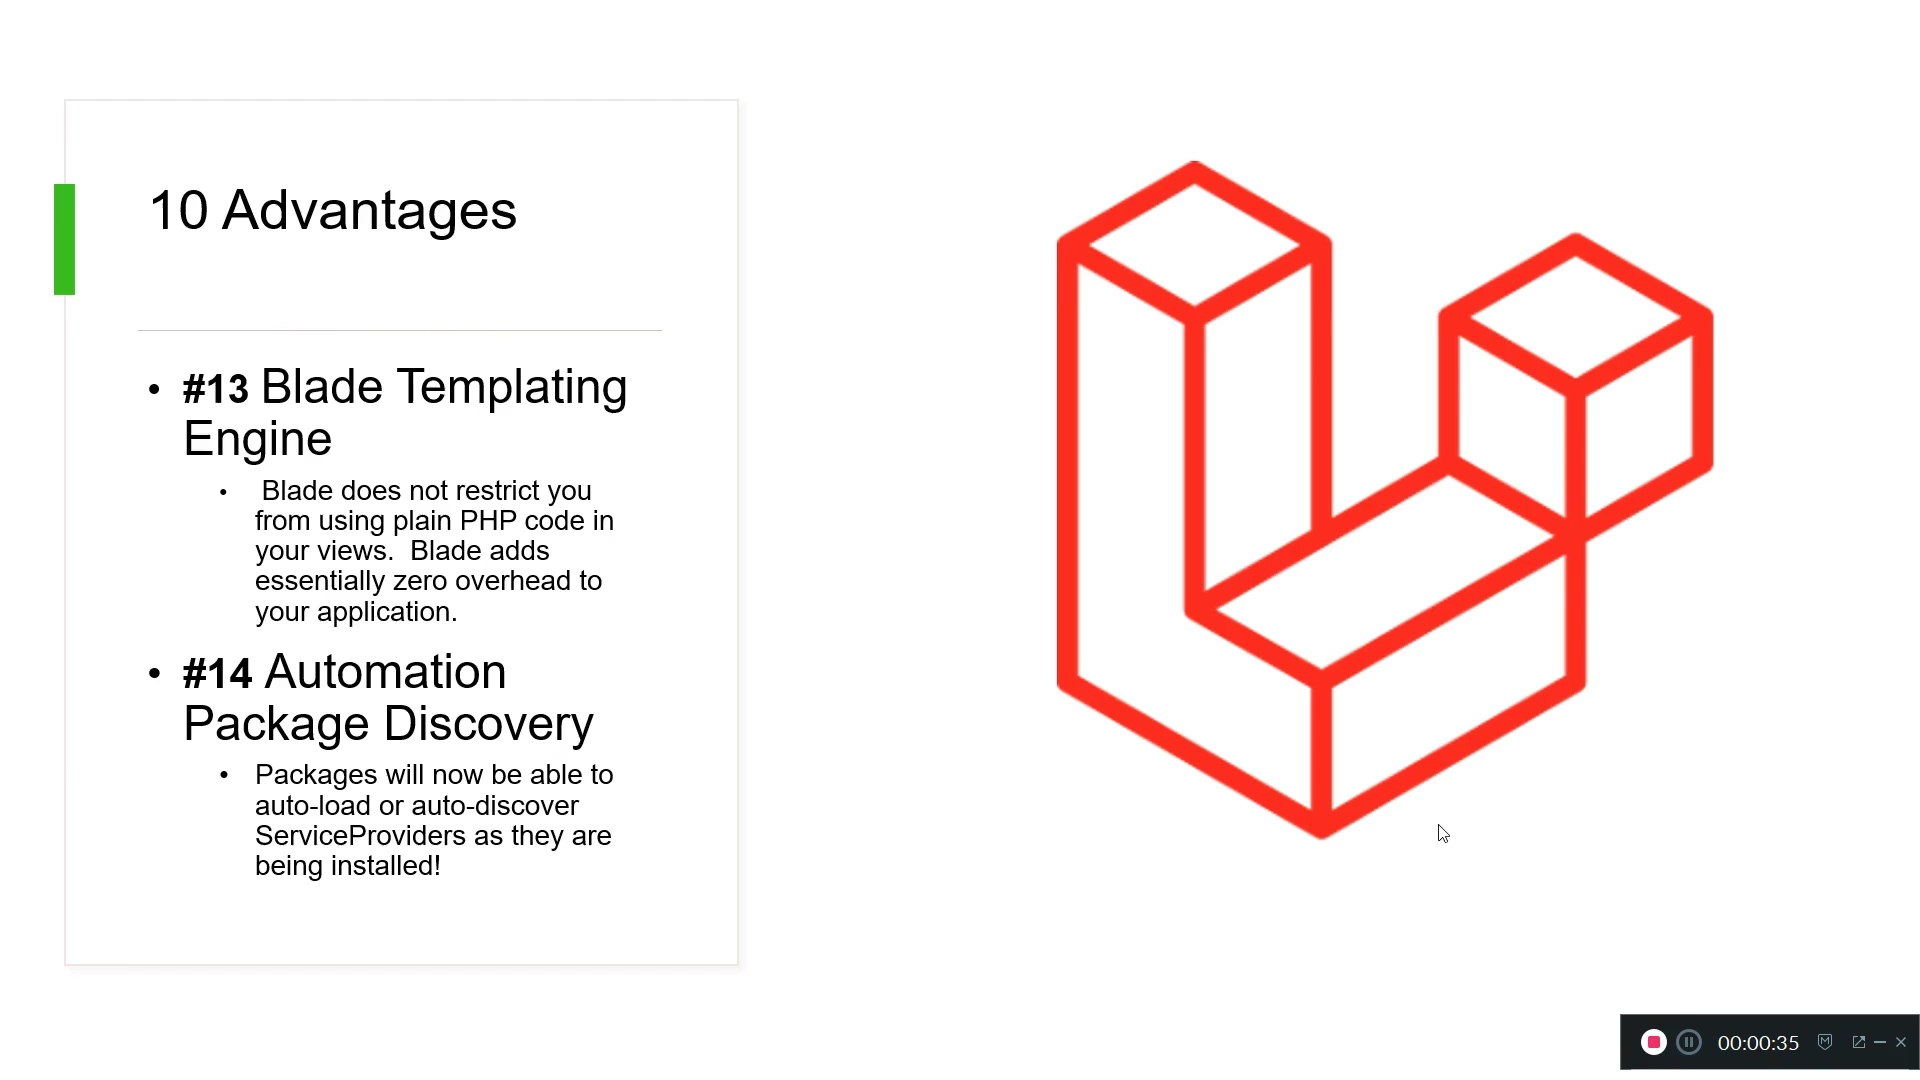 10 Advantages
• #13 Blade Templating
Engine
• Blade does not restrict you
from using plain PHP code in
your views.  Blade adds
essentially zero overhead to
your application.
• #14 Automation
Package Discovery
• Packages will now be able to
auto-load or auto-discover
ServiceProviders as they are
being installed!
00:00:35